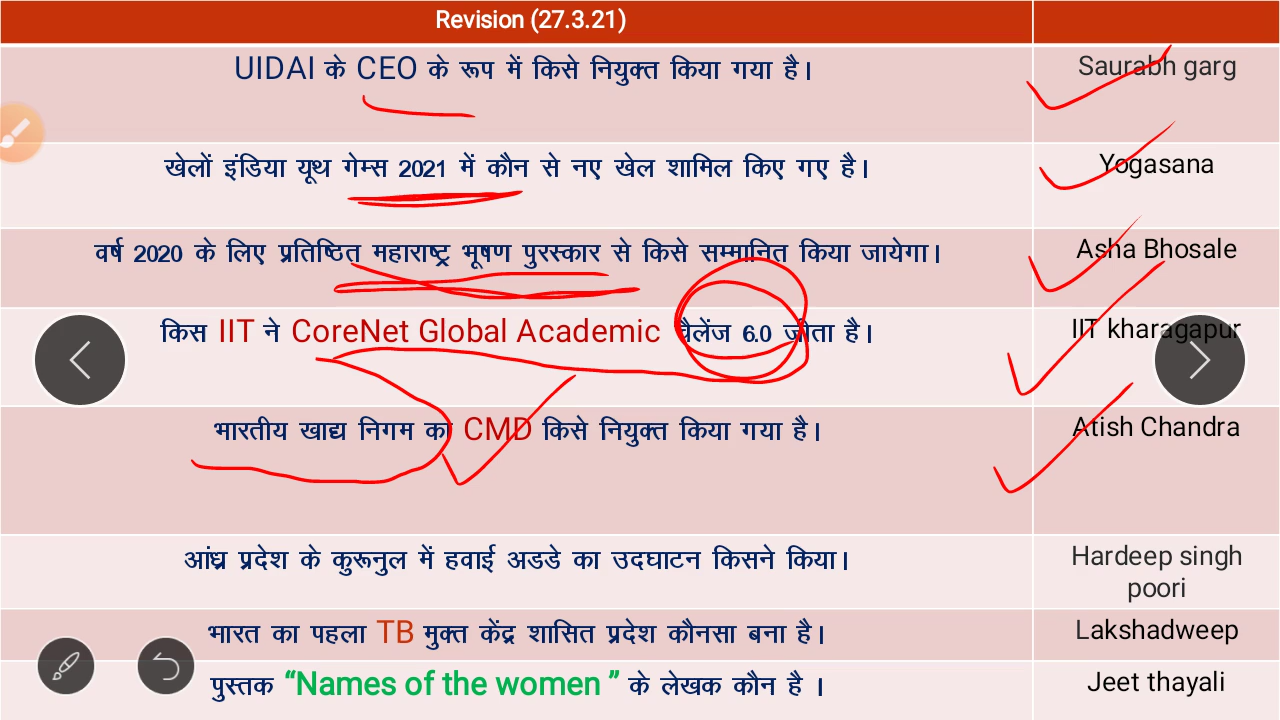 Revision (27.3.21)
UIDAI के CEO के रूप में किसे नियुक्त किया गया है।
Saurabh garg
खेलों इंडिया यूथ गेम्स 2021 में कौन से नए खेल शामिल किए गए है।
Yogasana
वर्ष 2020 के लिए प्रतिष्ठित महाराष्ट्र भूषण पुरस्कार से किसे सम्मानित किया जायेगा।
Asha Bhosale
किस IIT ने CoreNet Global Academic चैलेंज 6.0 जीता है।
IIT kharagapur
भारतीय खाद्य निगम का CMD किसे नियुक्त किया गया है।
Atish Chandra
आंध्र प्रदेश के कुरूनुल में हवाई अडडे का उदघाटन किसने किया।
Hardeep singh
poori
भारत का पहला TB मुक्त केंद्र शासित प्रदेश कौनसा बना है।
Lakshadweep
पुस्तक “Names of the women ” के लेखक कौन है ।
Jeet thayali